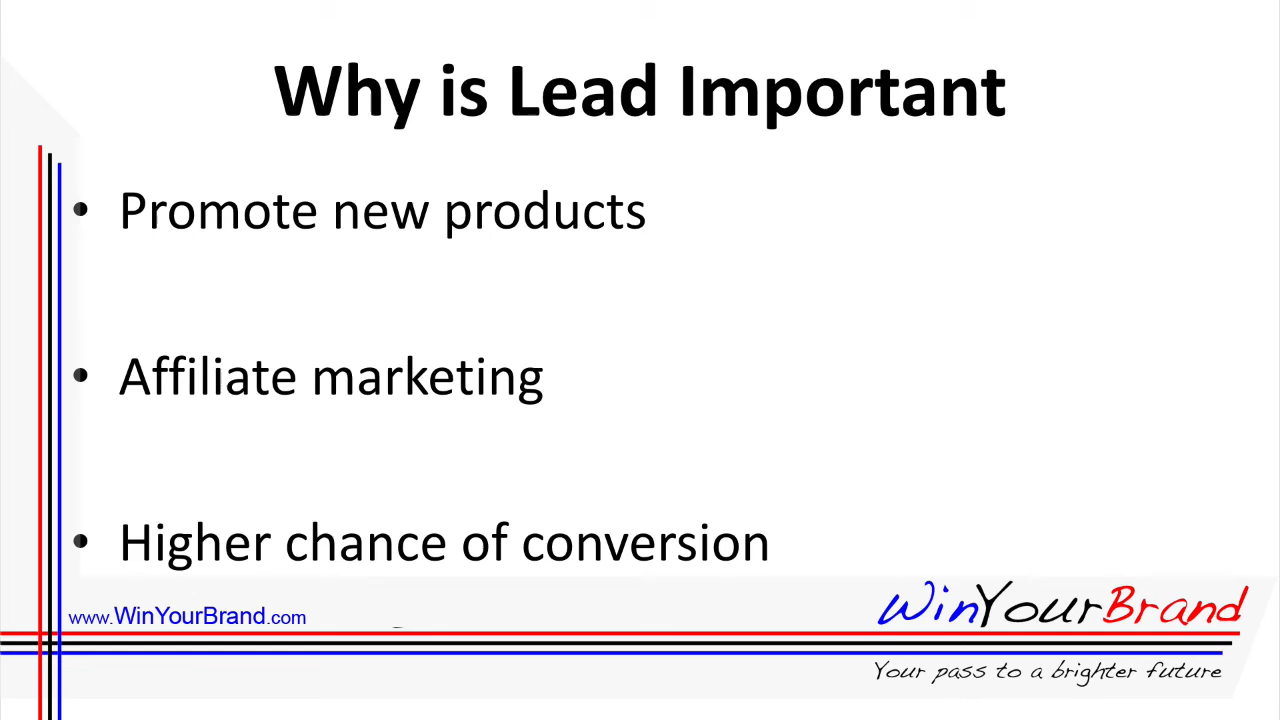 Why is Lead Important
• Promote new products
• Affiliate marketing
• Higher chance of conversion
www.WinYourBrand.com
WinYourBrand
Your pass to a brighter future